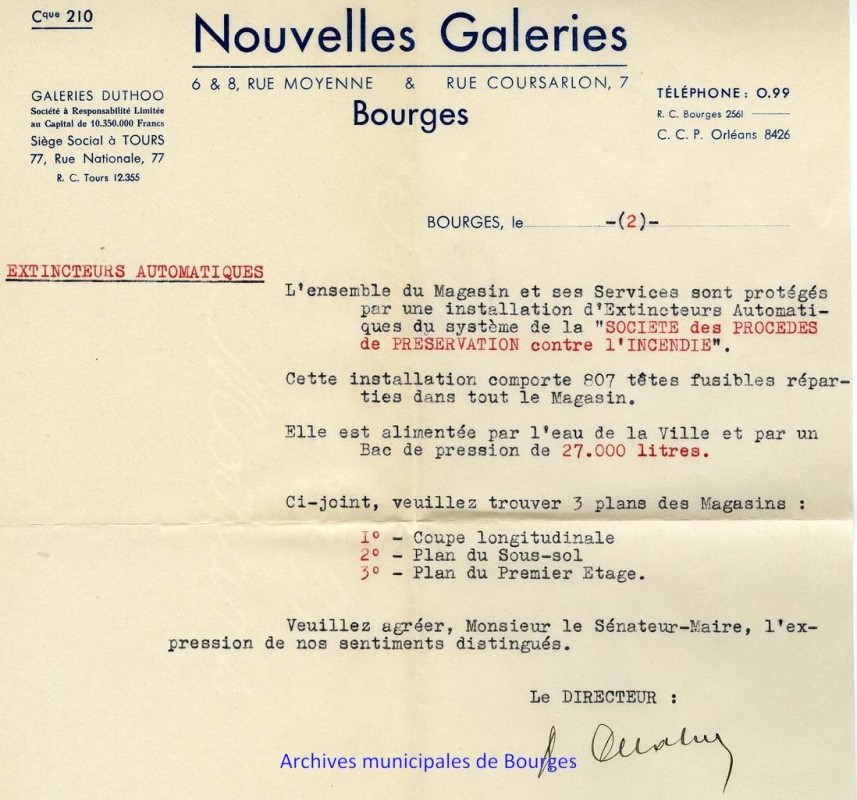 Cque 210
Nouvelles Galeries
6 & 8, RUE MOYENNE & RUE COURSARLON, 7
Bourges
GALERIES DUTHOO
Société à Responsabilité Limitée
au Capital de 10.350.000 Francs
Siège Social à TOURS
77, Rue Nationale, 77
R. C. Tours 12.355
TÉLÉPHONE : 0.99
R. C. Bourges 2561
C. C. P. Orléans 8426
BOURGES, le -(2)-
EXTINCTEURS AUTOMATIQUES
L'ensemble du Magasin et ses Services sont protégés
par une installation d'Extincteurs Automati-
ques du système de la "SOCIETE des PROCEDES
de PRESERVATION contre l'INCENDIE".
Cette installation comporte 807 têtes fusibles répar-
ties dans tout le Magasin.
Elle est alimentée par l'eau de la Ville et par un
Bac de pression de 27.000 litres.
Ci-joint, veuillez trouver 3 plans des Magasins :
1° - Coupe longitudinale
2° - Plan du Sous-sol
3° - Plan du Premier Etage.
Veuillez agréer, Monsieur le Sénateur-Maire, l'ex-
pression de nos sentiments distingués.
Le DIRECTEUR :
Archives municipales de Bourges